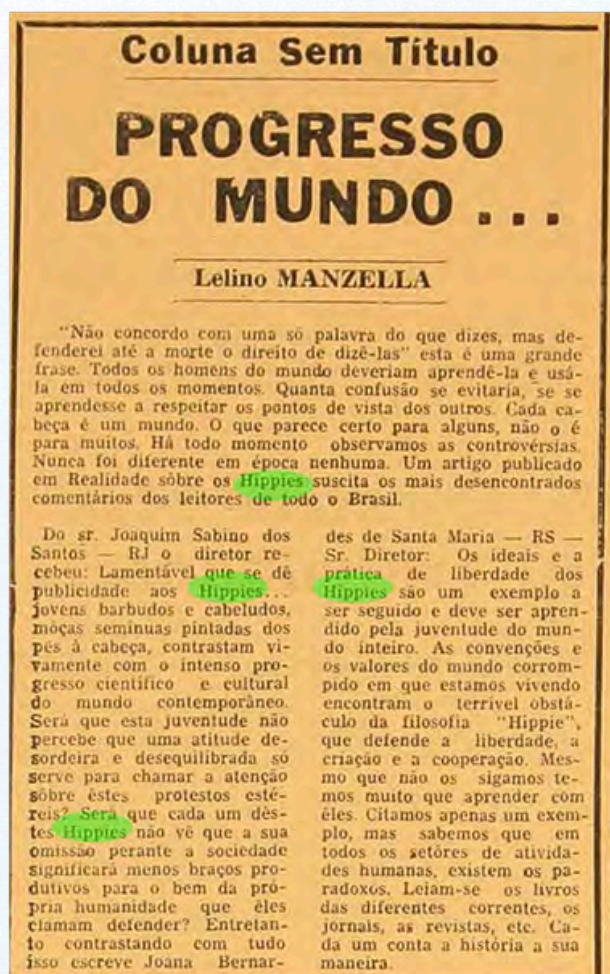 Coluna Sem Título
PROGRESSO
DO MUNDO ...
Lelino MANZELLA
"Não concordo com uma só palavra do que dizes, mas de-
fenderei até a morte o direito de dizê-las" esta é uma grande
frase. Todos os homens do mundo deveriam aprendê-la e usá-
la em todos os momentos. Quanta confusão se evitaria, se se
aprendesse a respeitar os pontos de vista dos outros. Cada ca-
beça é um mundo. O que parece certo para alguns, não o é
para muitos. Há todo momento observamos as controvérsias.
Nunca foi diferente em época nenhuma. Um artigo publicado
em Realidade sôbre os Hippies suscita os mais desencontrados
comentários dos leitores de todo o Brasil.
Do sr. Joaquim Sabino dos
Santos — RJ o diretor re-
cebeu: Lamentável que se dê
publicidade aos Hippies...
jovens barbudos e cabeludos,
môças seminuas pintadas dos
pés à cabeça, contrastam vi-
vamente com o intenso pro-
gresso científico e cultural
do mundo contemporâneo.
Será que esta juventude não
percebe que uma atitude de-
sordeira e desequilibrada só
serve para chamar a atenção
sôbre êstes protestos esté-
reis? Será que cada um dês-
tes Hippies não vê que a sua
omissão perante a sociedade
significará menos braços pro-
dutivos para o bem da pró-
pria humanidade que êles
clamam defender? Entretan-
to contrastando com tudo
isso escreve Joana Bernar-
des de Santa Maria — RS —
Sr. Diretor: Os ideais e a
prática de liberdade dos
Hippies são um exemplo a
ser seguido e deve ser apren-
dido pela juventude do mun-
do inteiro. As convenções e
os valores do mundo corrom-
pido em que estamos vivendo
encontram o terrível obstá-
culo da filosofia "Hippie",
que defende a liberdade, a
criação e a cooperação. Mes-
mo que não os sigamos te-
mos muito que aprender com
êles. Citamos apenas um exem-
plo, mas sabemos que em
todos os setôres de ativida-
des humanas, existem os pa-
radoxos. Leiam-se os livros
das diferentes correntes, os
jornais, as revistas, etc. Ca-
da um conta a história a sua
maneira.